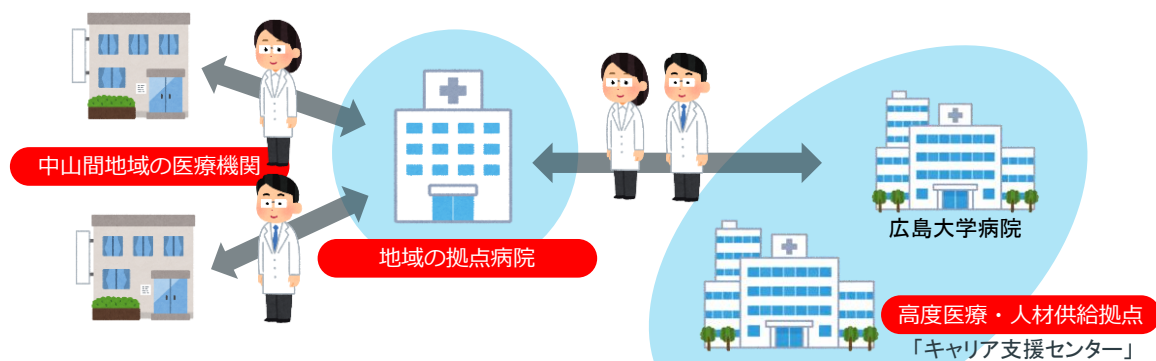 中山間地域の医療機関
地域の拠点病院
広島大学病院
高度医療・人材供給拠点
「キャリア支援センター」